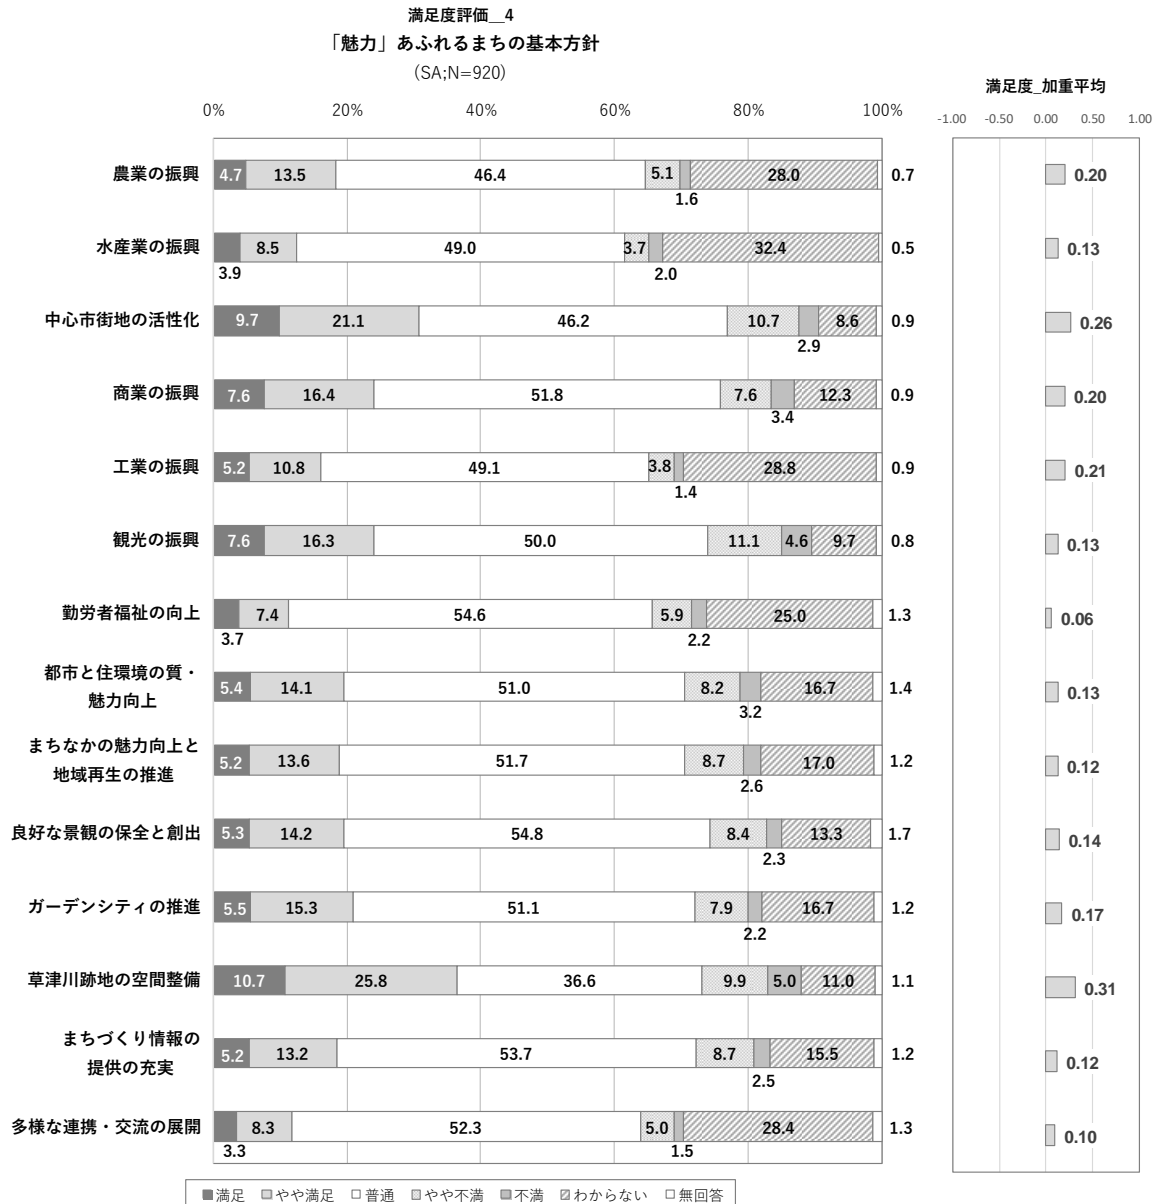 満足度評価＿4
「魅力」あふれるまちの基本方針
(SA;N=920)
満足度_加重平均
0% 20% 40% 60% 80% 100%
-1.00 -0.50 0.00 0.50 1.00
農業の振興 4.7 13.5 46.4 5.1 28.0 0.7 0.20
1.6
水産業の振興 8.5 49.0 3.7 32.4 0.5 0.13
3.9 2.0
中心市街地の活性化 9.7 21.1 46.2 10.7 8.6 0.9 0.26
2.9
商業の振興 7.6 16.4 51.8 7.6 12.3 0.9 0.20
3.4
工業の振興 5.2 10.8 49.1 3.8 28.8 0.9 0.21
1.4
観光の振興 7.6 16.3 50.0 11.1 4.6 9.7 0.8 0.13
勤労者福祉の向上 7.4 54.6 5.9 25.0 1.3 0.06
3.7 2.2
都市と住環境の質・
魅力向上 5.4 14.1 51.0 8.2 16.7 1.4 0.13
3.2
まちなかの魅力向上と
地域再生の推進 5.2 13.6 51.7 8.7 17.0 1.2 0.12
2.6
良好な景観の保全と創出 5.3 14.2 54.8 8.4 13.3 1.7 0.14
2.3
ガーデンシティの推進 5.5 15.3 51.1 7.9 16.7 1.2 0.17
2.2
草津川跡地の空間整備 10.7 25.8 36.6 9.9 5.0 11.0 1.1 0.31
まちづくり情報の
提供の充実 5.2 13.2 53.7 8.7 15.5 1.2 0.12
2.5
多様な連携・交流の展開 8.3 52.3 5.0 28.4 1.3 0.10
3.3 1.5
満足 やや満足 普通 やや不満 不満 わからない 無回答